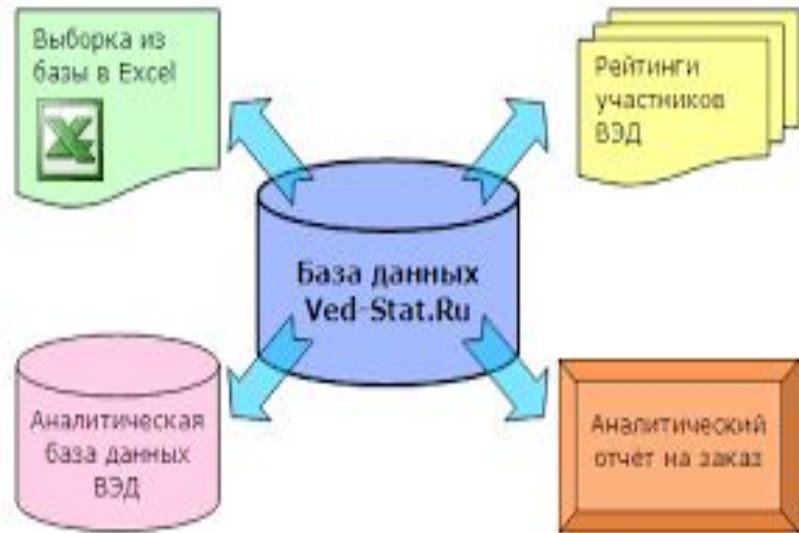 Выборка из
базы в Excel
Рейтинги
участников
ВЭД
База данных
Ved-Stat.Ru
Аналитическая
база данных
ВЭД
Аналитический
отчёт на заказ